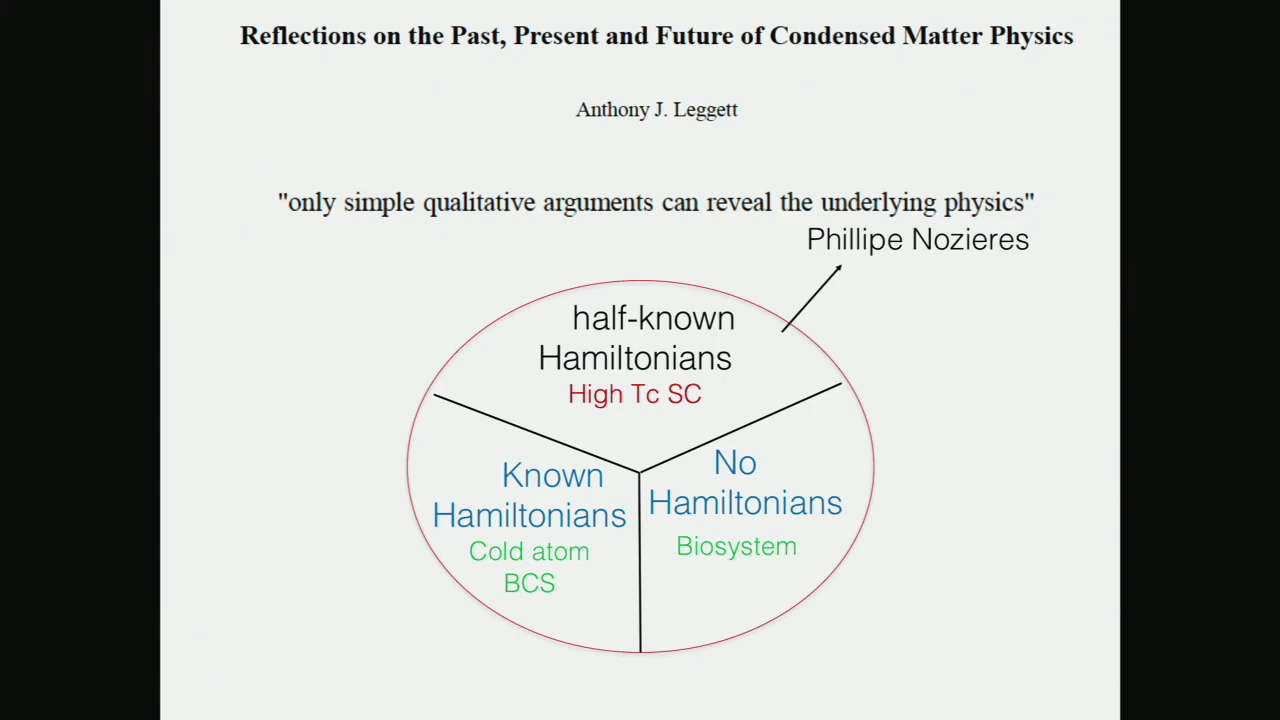 Reflections on the Past, Present and Future of Condensed Matter Physics
Anthony J. Leggett
"only simple qualitative arguments can reveal the underlying physics"
Phillipe Nozieres
half-known
Hamiltonians
High Tc SC
Known
Hamiltonians
Cold atom
BCS
No
Hamiltonians
Biosystem